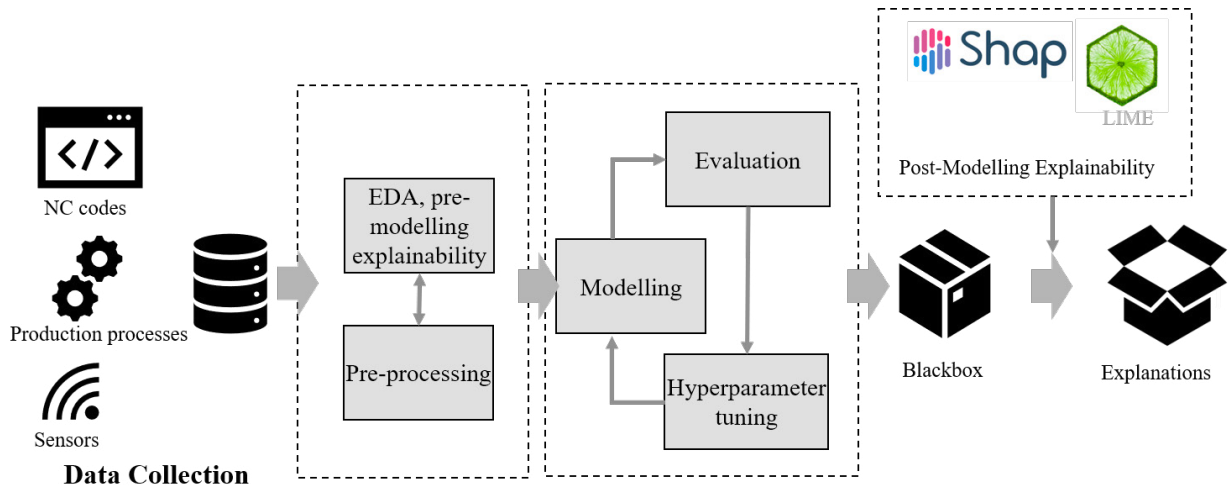 NC codes
Production processes
Sensors
Data Collection
EDA, pre-
modelling
explainability
Pre-processing
Evaluation
Modelling
Hyperparameter
tuning
Shap
LIME
Post-Modelling Explainability
Blackbox
Explanations